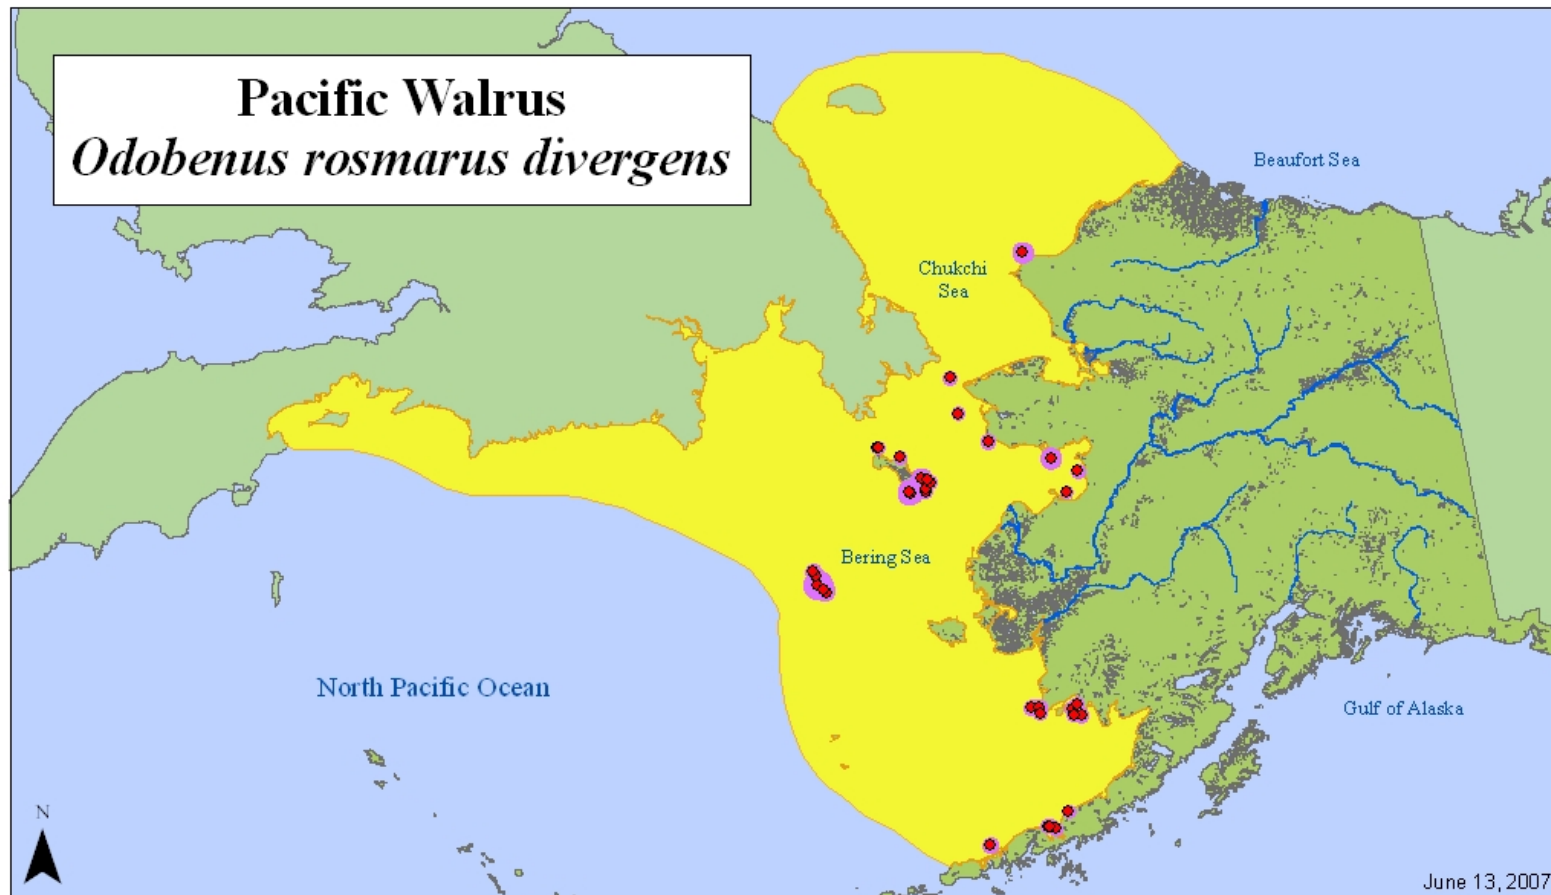 Pacific Walrus
Odobenus rosmarus divergens
Beaufort Sea
Chukchi
Sea
Bering Sea
North Pacific Ocean
Gulf of Alaska
N
June 13, 2007